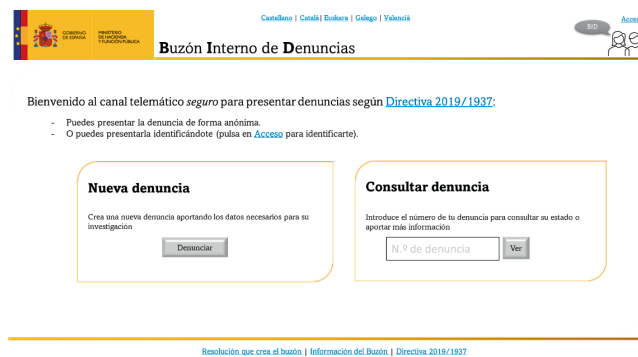 Castellano | Català | Euskera | Galego | Valencià
Acces
BID
GOBIERNO
DE ESPAÑA
MINISTERIO
DE HACIENDA
Y FUNCIÓN PÚBLICA
Buzón Interno de Denuncias
Bienvenido al canal telemático seguro para presentar denuncias según Directiva 2019/1937:
- Puedes presentar la denuncia de forma anónima.
- O puedes presentarla identificándote (pulsa en Acceso para identificarte).
Nueva denuncia
Crea una nueva denuncia aportando los datos necesarios para su
investigación
Denunciar
Consultar denuncia
Introduce el número de tu denuncia para consultar su estado o
aportar más información
N.º de denuncia
Ver
Resolución que crea el buzón | Información del Buzón | Directiva 2019/1937